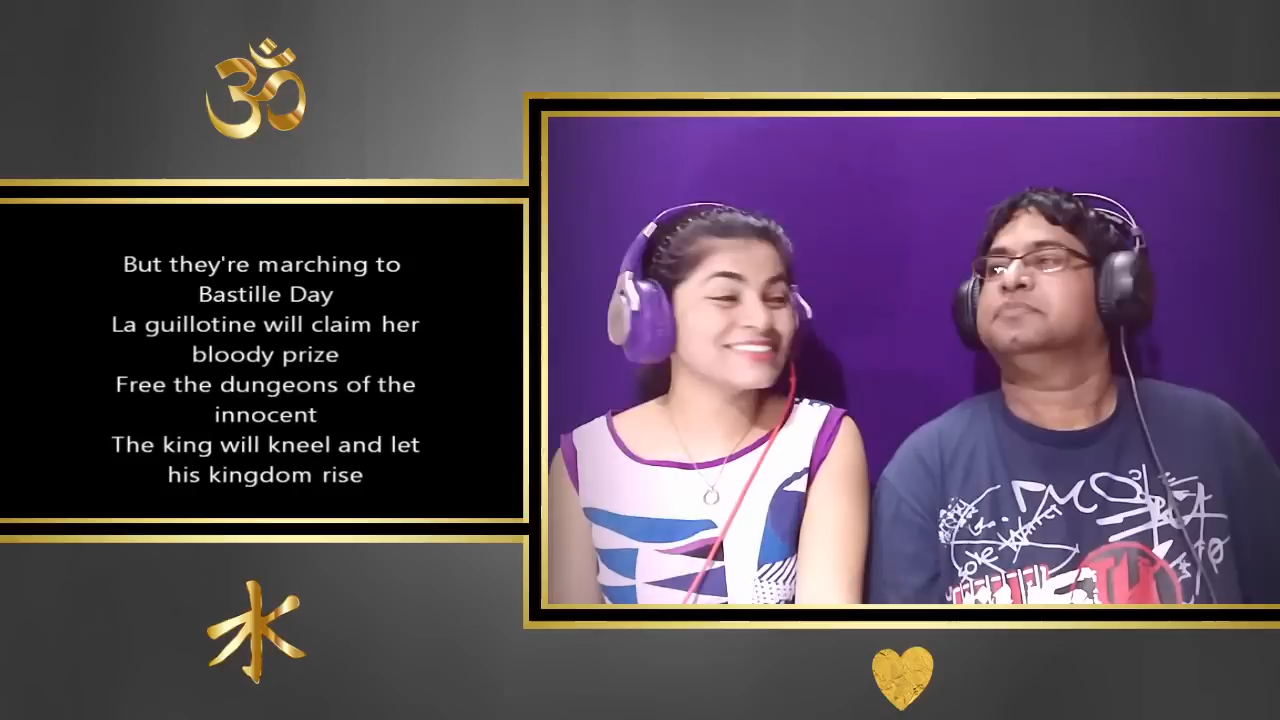 ॐ
But they're marching to
Bastille Day
La guillotine will claim her
bloody prize
Free the dungeons of the
innocent
The king will kneel and let
his kingdom rise